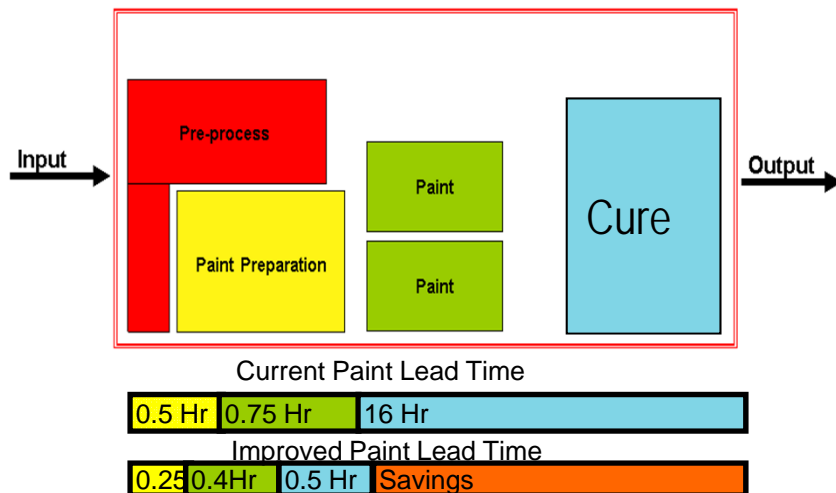 Pre-process
Input
Output
Paint
Cure
Paint Preparation
Paint
Current Paint Lead Time
0.5 Hr 0.75 Hr 16 Hr
Improved Paint Lead Time
0.25 0.4Hr 0.5 Hr Savings